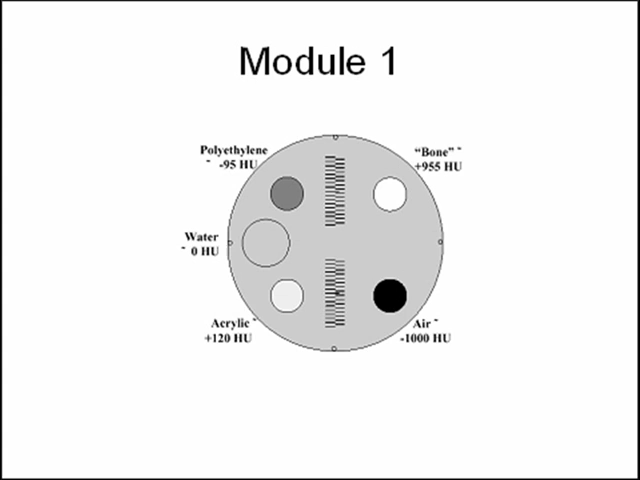 Module 1
Polyethylene
~ -95 HU
"Bone" ~
+955 HU
Water
~ 0 HU
Acrylic ~
+120 HU
Air ~
-1000 HU